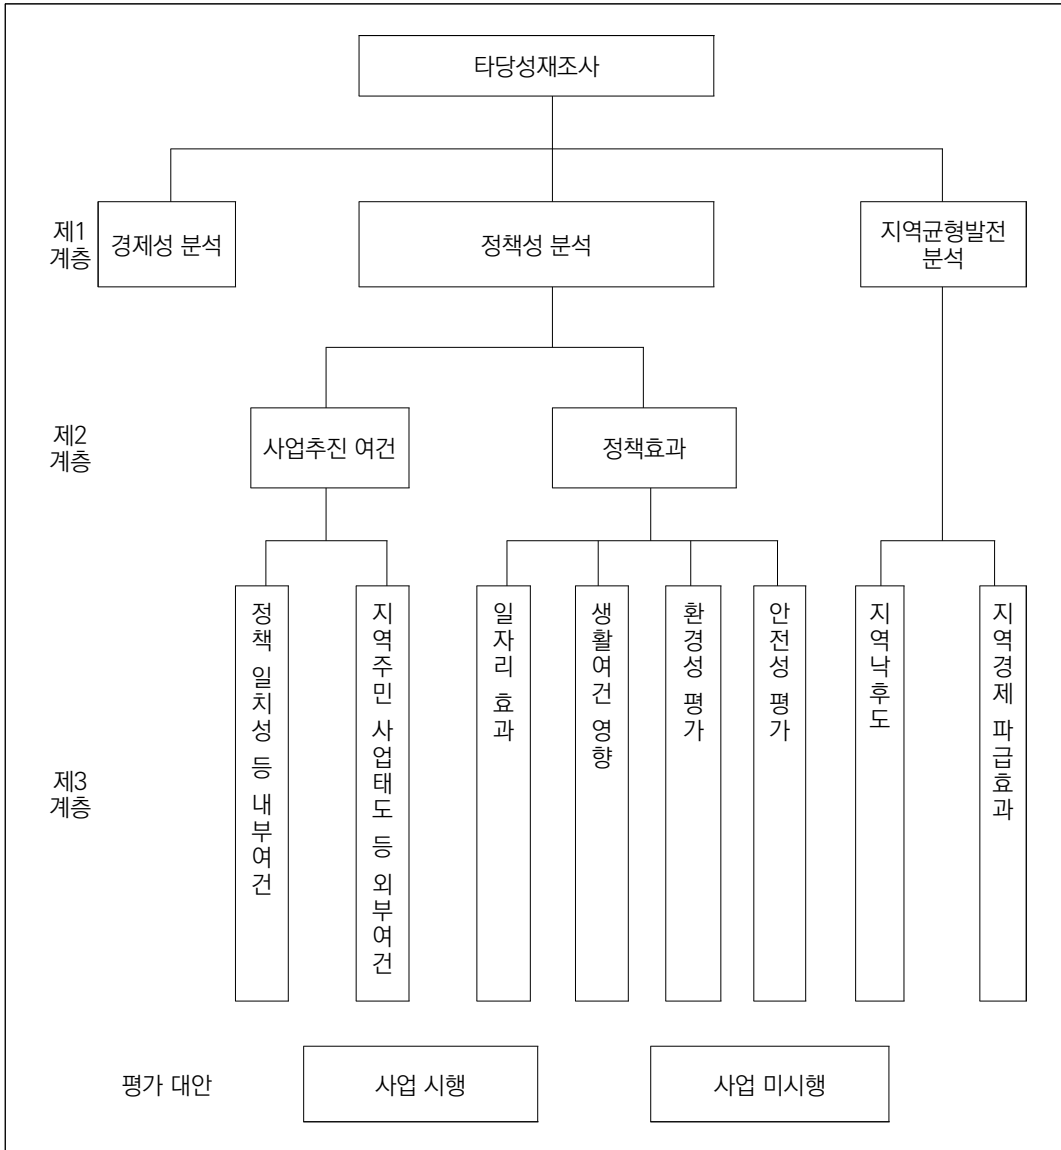 타당성재조사
제1
계층
경제성 분석
정책성 분석
지역균형발전
분석
제2
계층
사업추진 여건
정책효과
제3
계층
정책 일치성 등 내부여건
지역주민 사업태도 등 외부여건
일자리 효과
생활여건 영향
환경성 평가
안전성 평가
지역낙후도
지역경제 파급효과
평가 대안
사업 시행
사업 미시행